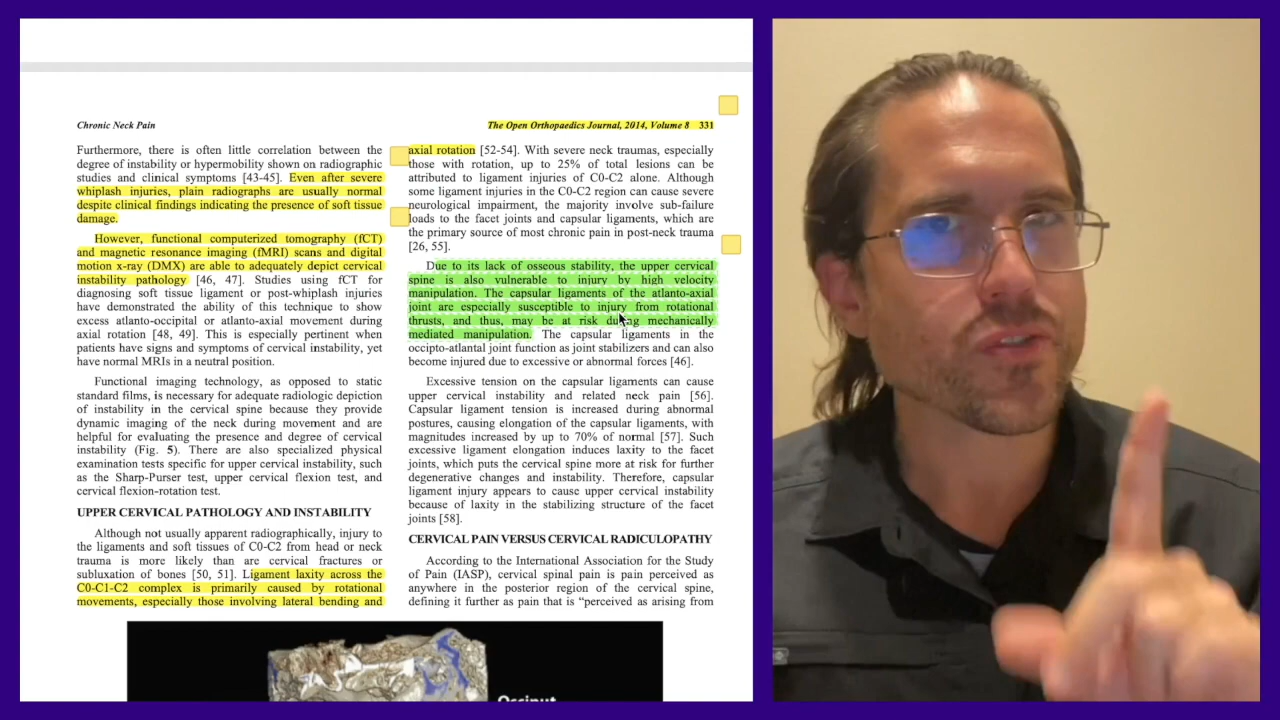 Chronic Neck Pain
The Open Orthopaedics Journal, 2014, Volume 8 331
Furthermore, there is often little correlation between the
degree of instability or hypermobility shown on radiographic
studies and clinical symptoms [43-45]. Even after severe
whiplash injuries, plain radiographs are usually normal
despite clinical findings indicating the presence of soft tissue
damage.
However, functional computerized tomography (fCT)
and magnetic resonance imaging (fMRI) scans and digital
motion x-ray (DMX) are able to adequately depict cervical
instability pathology [46, 47]. Studies using fCT for
diagnosing soft tissue ligament or post-whiplash injuries
have demonstrated the ability of this technique to show
excess atlanto-occipital or atlanto-axial movement during
axial rotation [48, 49]. This is especially pertinent when
patients have signs and symptoms of cervical instability, yet
have normal MRIs in a neutral position.
Functional imaging technology, as opposed to static
standard films, is necessary for adequate radiologic depiction
of instability in the cervical spine because they provide
dynamic imaging of the neck during movement and are
helpful for evaluating the presence and degree of cervical
instability (Fig. 5). There are also specialized physical
examination tests specific for upper cervical instability, such
as the Sharp-Purser test, upper cervical flexion test, and
cervical flexion-rotation test.
UPPER CERVICAL PATHOLOGY AND INSTABILITY
Although not usually apparent radiographically, injury to
the ligaments and soft tissues of C0-C2 from head or neck
trauma is more likely than are cervical fractures or
subluxation of bones [50, 51]. Ligament laxity across the
C0-C1-C2 complex is primarily caused by rotational
movements, especially those involving lateral bending and
axial rotation [52-54]. With severe neck traumas, especially
those with rotation, up to 25% of total lesions can be
attributed to ligament injuries of C0-C2 alone. Although
some ligament injuries in the C0-C2 region can cause severe
neurological impairment, the majority involve sub-failure
loads to the facet joints and capsular ligaments, which are
the primary source of most chronic pain in post-neck trauma
[26, 55].
Due to its lack of osseous stability, the upper cervical
spine is also vulnerable to injury by high velocity
manipulation. The capsular ligaments of the atlanto-axial
joint are especially susceptible to injury from rotational
thrusts, and thus, may be at risk during mechanically
mediated manipulation. The capsular ligaments in the
occipto-atlantal joint function as joint stabilizers and can also
become injured due to excessive or abnormal forces [46].
Excessive tension on the capsular ligaments can cause
upper cervical instability and related neck pain [56].
Capsular ligament tension is increased during abnormal
postures, causing elongation of the capsular ligaments, with
magnitudes increased by up to 70% of normal [57]. Such
excessive ligament elongation induces laxity to the facet
joints, which puts the cervical spine more at risk for further
degenerative changes and instability. Therefore, capsular
ligament injury appears to cause upper cervical instability
because of laxity in the stabilizing structure of the facet
joints [58].
CERVICAL PAIN VERSUS CERVICAL RADICULOPATHY
According to the International Association for the Study
of Pain (IASP), cervical spinal pain is pain perceived as
anywhere in the posterior region of the cervical spine,
defining it further as pain that is “perceived as arising from
Occiput